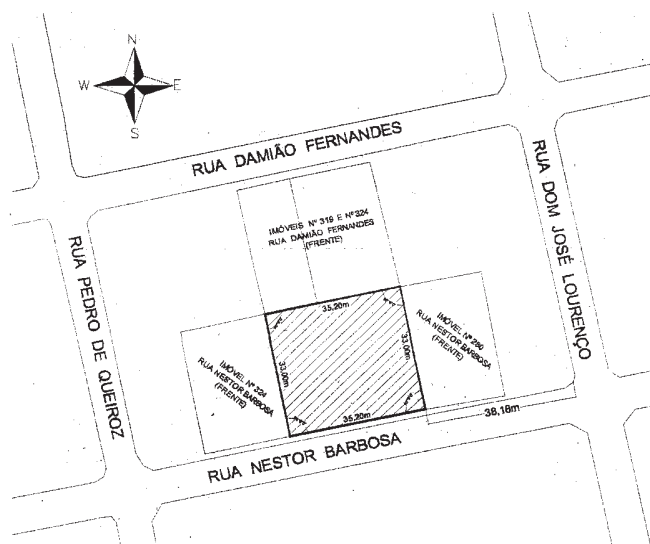 N
W E
S
RUA DAMIÃO FERNANDES
RUA DOM JOSÉ LOURENÇO
RUA PEDRO DE QUEIROZ
IMÓVEIS Nº 319 E Nº 324
RUA DAMIÃO FERNANDES
(FRENTE)
35,20m
33,00m
33,00m
35,20m
IMÓVEL Nº 324
RUA NESTOR BARBOSA
(FRENTE)
IMÓVEL Nº 280
RUA NESTOR BARBOSA
(FRENTE)
38,18m
RUA NESTOR BARBOSA